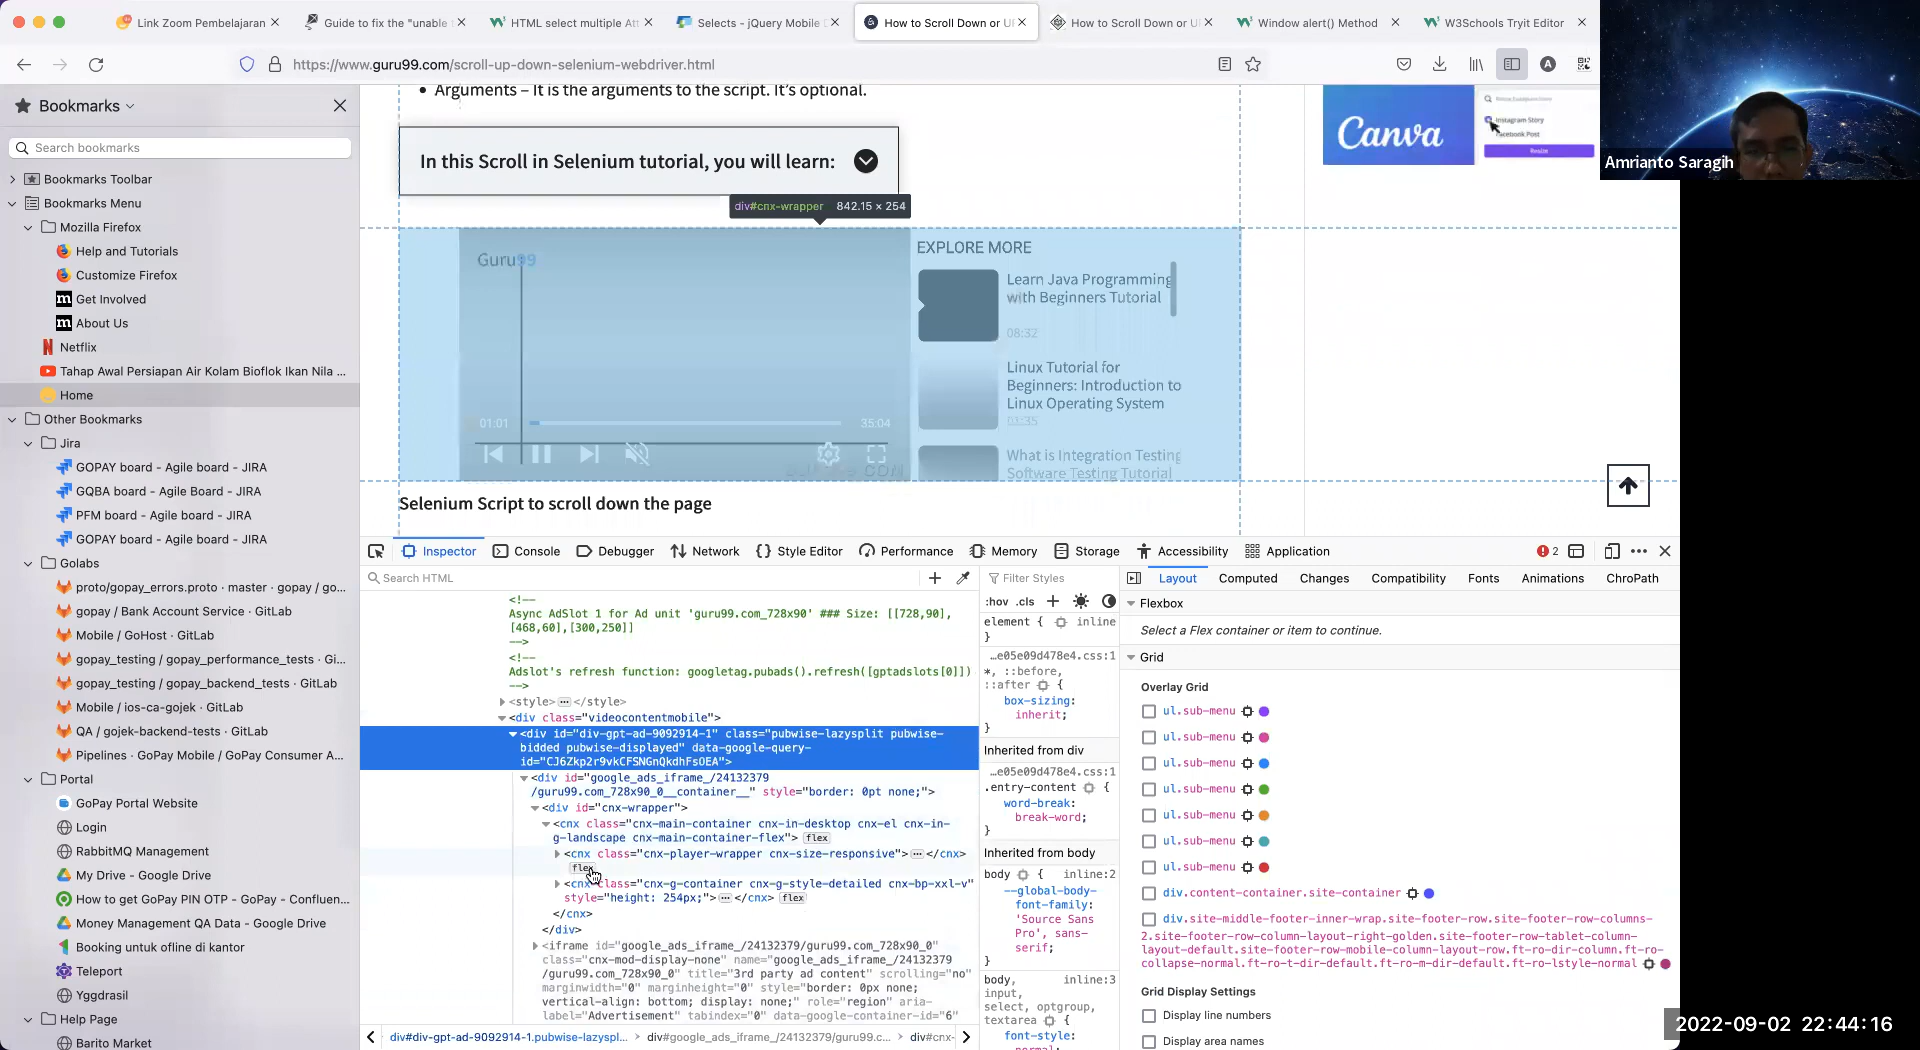 Link Zoom Pembelajaran
Guide to fix the "unable
HTML select multiple Att
Selects - jQuery Mobile
How to Scroll Down or UP
How to Scroll Down or U
Window alert() Method
W3Schools Tryit Editor
https://www.guru99.com/scroll-up-down-selenium-webdriver.html
Bookmarks
Search bookmarks
Bookmarks Toolbar
Bookmarks Menu
Mozilla Firefox
Help and Tutorials
Customize Firefox
Get Involved
About Us
Netflix
Tahap Awal Persiapan Air Kolam Bioflok Ikan Nila ...
Home
Other Bookmarks
Jira
GOPAY board - Agile board - JIRA
GQBA board - Agile Board - JIRA
PFM board - Agile board - JIRA
GOPAY board - Agile board - JIRA
Golabs
proto/gopay_errors.proto · master · gopay / go...
gopay / Bank Account Service · GitLab
Mobile / GoHost · GitLab
gopay_testing / gopay_performance_tests · Gi...
gopay_testing / gopay_backend_tests · GitLab
Mobile / ios-ca-gojek · GitLab
QA / gojek-backend-tests · GitLab
Pipelines · GoPay Mobile / GoPay Consumer A...
Portal
GoPay Portal Website
Login
RabbitMQ Management
My Drive - Google Drive
How to get GoPay PIN OTP - GoPay - Confluen...
Money Management QA Data - Google Drive
Booking untuk ofline di kantor
Teleport
Yggdrasil
Help Page
Barito Market
• Arguments – It is the arguments to the script. It's optional.
In this Scroll in Selenium tutorial, you will learn:
div#cnx-wrapper 842.15 × 254
Guru99
01:01
35:04
EXPLORE MORE
Learn Java Programming
with Beginners Tutorial
08:32
Linux Tutorial for
Beginners: Introduction to
Linux Operating System
01:35
What is Integration Testing
Software Testing Tutorial
Selenium Script to scroll down the page
Canva
Instagram Story
Facebook Post
Resize
Amrianto Saragih
Inspector
Console
Debugger
Network
Style Editor
Performance
Memory
Storage
Accessibility
Application
2
Search HTML
<!--
Async AdSlot 1 for Ad unit 'guru99.com_728x90' ### Size: [[728,90],
[468,60],[300,250]]
-->
<!--
Adslot's refresh function: googletag.pubads().refresh([gptadslots[0]])
-->
<style> ··· </style>
<div class="videocontentmobile">
<div id="div-gpt-ad-9092914-1" class="pubwise-lazysplit pubwise-
bidded pubwise-displayed" data-google-query-
id="CJ6Zkp2r9vkCFSNGnQkdhFsOEA">
<div id="google_ads_iframe_/24132379
/guru99.com_728x90_0__container__" style="border: 0pt none;">
<div id="cnx-wrapper">
<cnx class="cnx-main-container cnx-in-desktop cnx-el cnx-in-
g-landscape cnx-main-container-flex"> flex
<cnx class="cnx-player-wrapper cnx-size-responsive"> ··· </cnx>
flex
<cnx class="cnx-g-container cnx-g-style-detailed cnx-bp-xxl-v"
style="height: 254px;"> ··· </cnx> flex
</cnx>
</div>
<iframe id="google_ads_iframe_/24132379/guru99.com_728x90_0"
class="cnx-mod-display-none" name="google_ads_iframe_/24132379
/guru99.com_728x90_0" title="3rd party ad content" scrolling="no"
marginwidth="0" marginheight="0" style="border: 0px none;
vertical-align: bottom; display: none;" role="region" aria-
label="Advertisement" tabindex="0" data-google-container-id="6"
div#div-gpt-ad-9092914-1.pubwise-lazyspl... > div#google_ads_iframe_/24132379/guru99.c... > div#cnx-
Filter Styles
:hov .cls
element { inline
}
...e05e09d478e4.css:1
*, ::before,
::after {
box-sizing:
inherit;
}
Inherited from div
...e05e09d478e4.css:1
.entry-content {
word-break:
break-word;
}
Inherited from body
body { inline:2
--global-body-
font-family:
'Source Sans
Pro', sans-
serif;
}
body, inline:3
input,
select, optgroup,
textarea {
font-style:
normal;
Layout
Computed
Changes
Compatibility
Fonts
Animations
ChroPath
Flexbox
Select a Flex container or item to continue.
Grid
Overlay Grid
ul.sub-menu
ul.sub-menu
ul.sub-menu
ul.sub-menu
ul.sub-menu
ul.sub-menu
ul.sub-menu
div.content-container.site-container
div.site-middle-footer-inner-wrap.site-footer-row.site-footer-row-columns-
2.site-footer-row-column-layout-right-golden.site-footer-row-tablet-column-
layout-default.site-footer-row-mobile-column-layout-row.ft-ro-dir-column.ft-ro-
collapse-normal.ft-ro-t-dir-default.ft-ro-m-dir-default.ft-ro-lstyle-normal
Grid Display Settings
Display line numbers
Display area names
2022-09-02 22:44:16